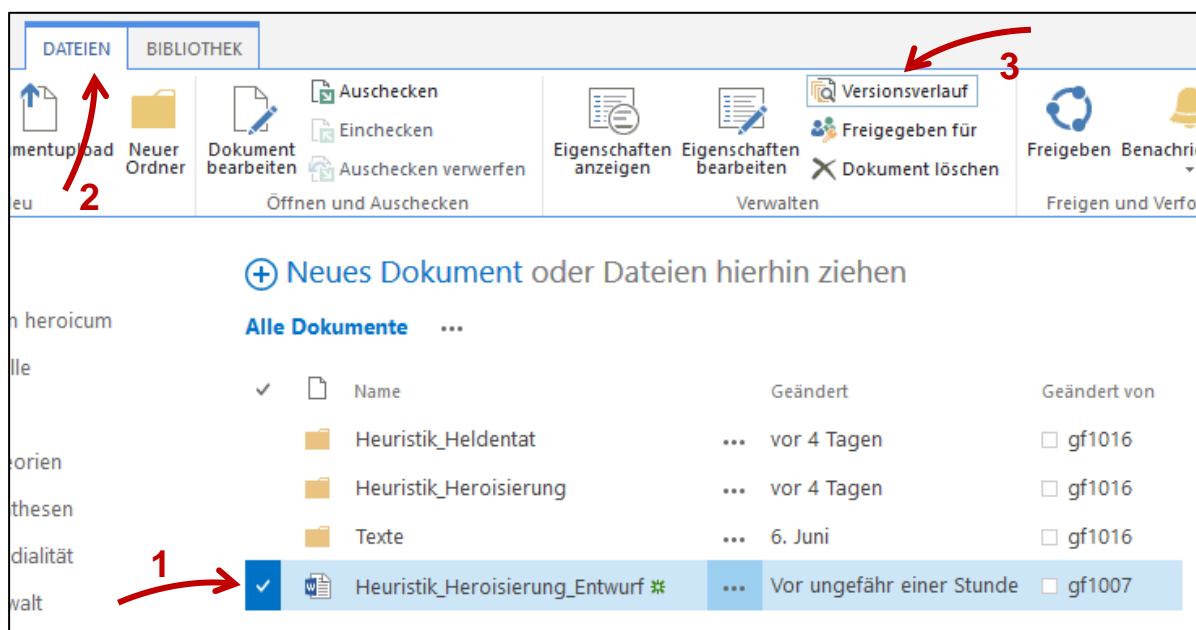 DATEIEN BIBLIOTHEK
3
Auschecken Versionsverlauf
Einchecken Freigegeben für
mentupload Neuer Ordner Dokument bearbeiten Auschecken verwerfen Eigenschaften anzeigen Eigenschaften bearbeiten Dokument löschen Freigeben Benachri
2
eu Öffnen und Auschecken Verwalten Freigen und Verfo
Neues Dokument oder Dateien hierhin ziehen
n heroicum
Alle Dokumente ...
lle
Name Geändert Geändert von
Heuristik_Heldentat ... vor 4 Tagen gf1016
orien
Heuristik_Heroisierung ... vor 4 Tagen gf1016
thesen
Texte ... 6. Juni gf1016
dialität
1
Heuristik_Heroisierung_Entwurf ... Vor ungefähr einer Stunde gf1007
walt